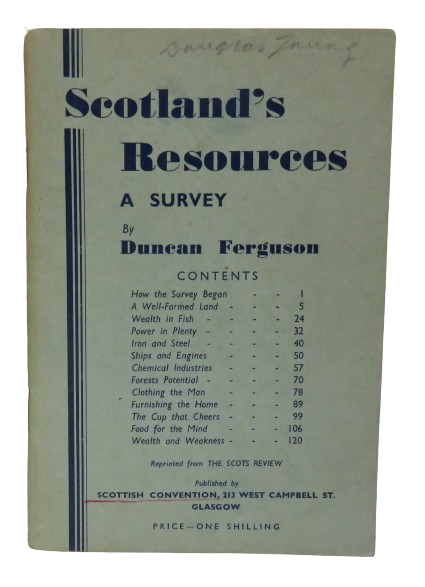 Douglas Young
Scotland's
Resources
A SURVEY
By
Duncan Ferguson
CONTENTS
How the Survey Began - - 1
A Well-Farmed Land - - - 5
Wealth in Fish - - - - 24
Power in Plenty - - - - 32
Iron and Steel - - - - 40
Ships and Engines - - - 50
Chemical Industries - - - 57
Forests Potential - - - - 70
Clothing the Man - - - 78
Furnishing the Home - - - 89
The Cup that Cheers - - - 99
Food for the Mind - - - 106
Wealth and Weakness - - - 120
Reprinted from THE SCOTS REVIEW
Published by
SCOTTISH CONVENTION, 213 WEST CAMPBELL ST.
GLASGOW
PRICE—ONE SHILLING